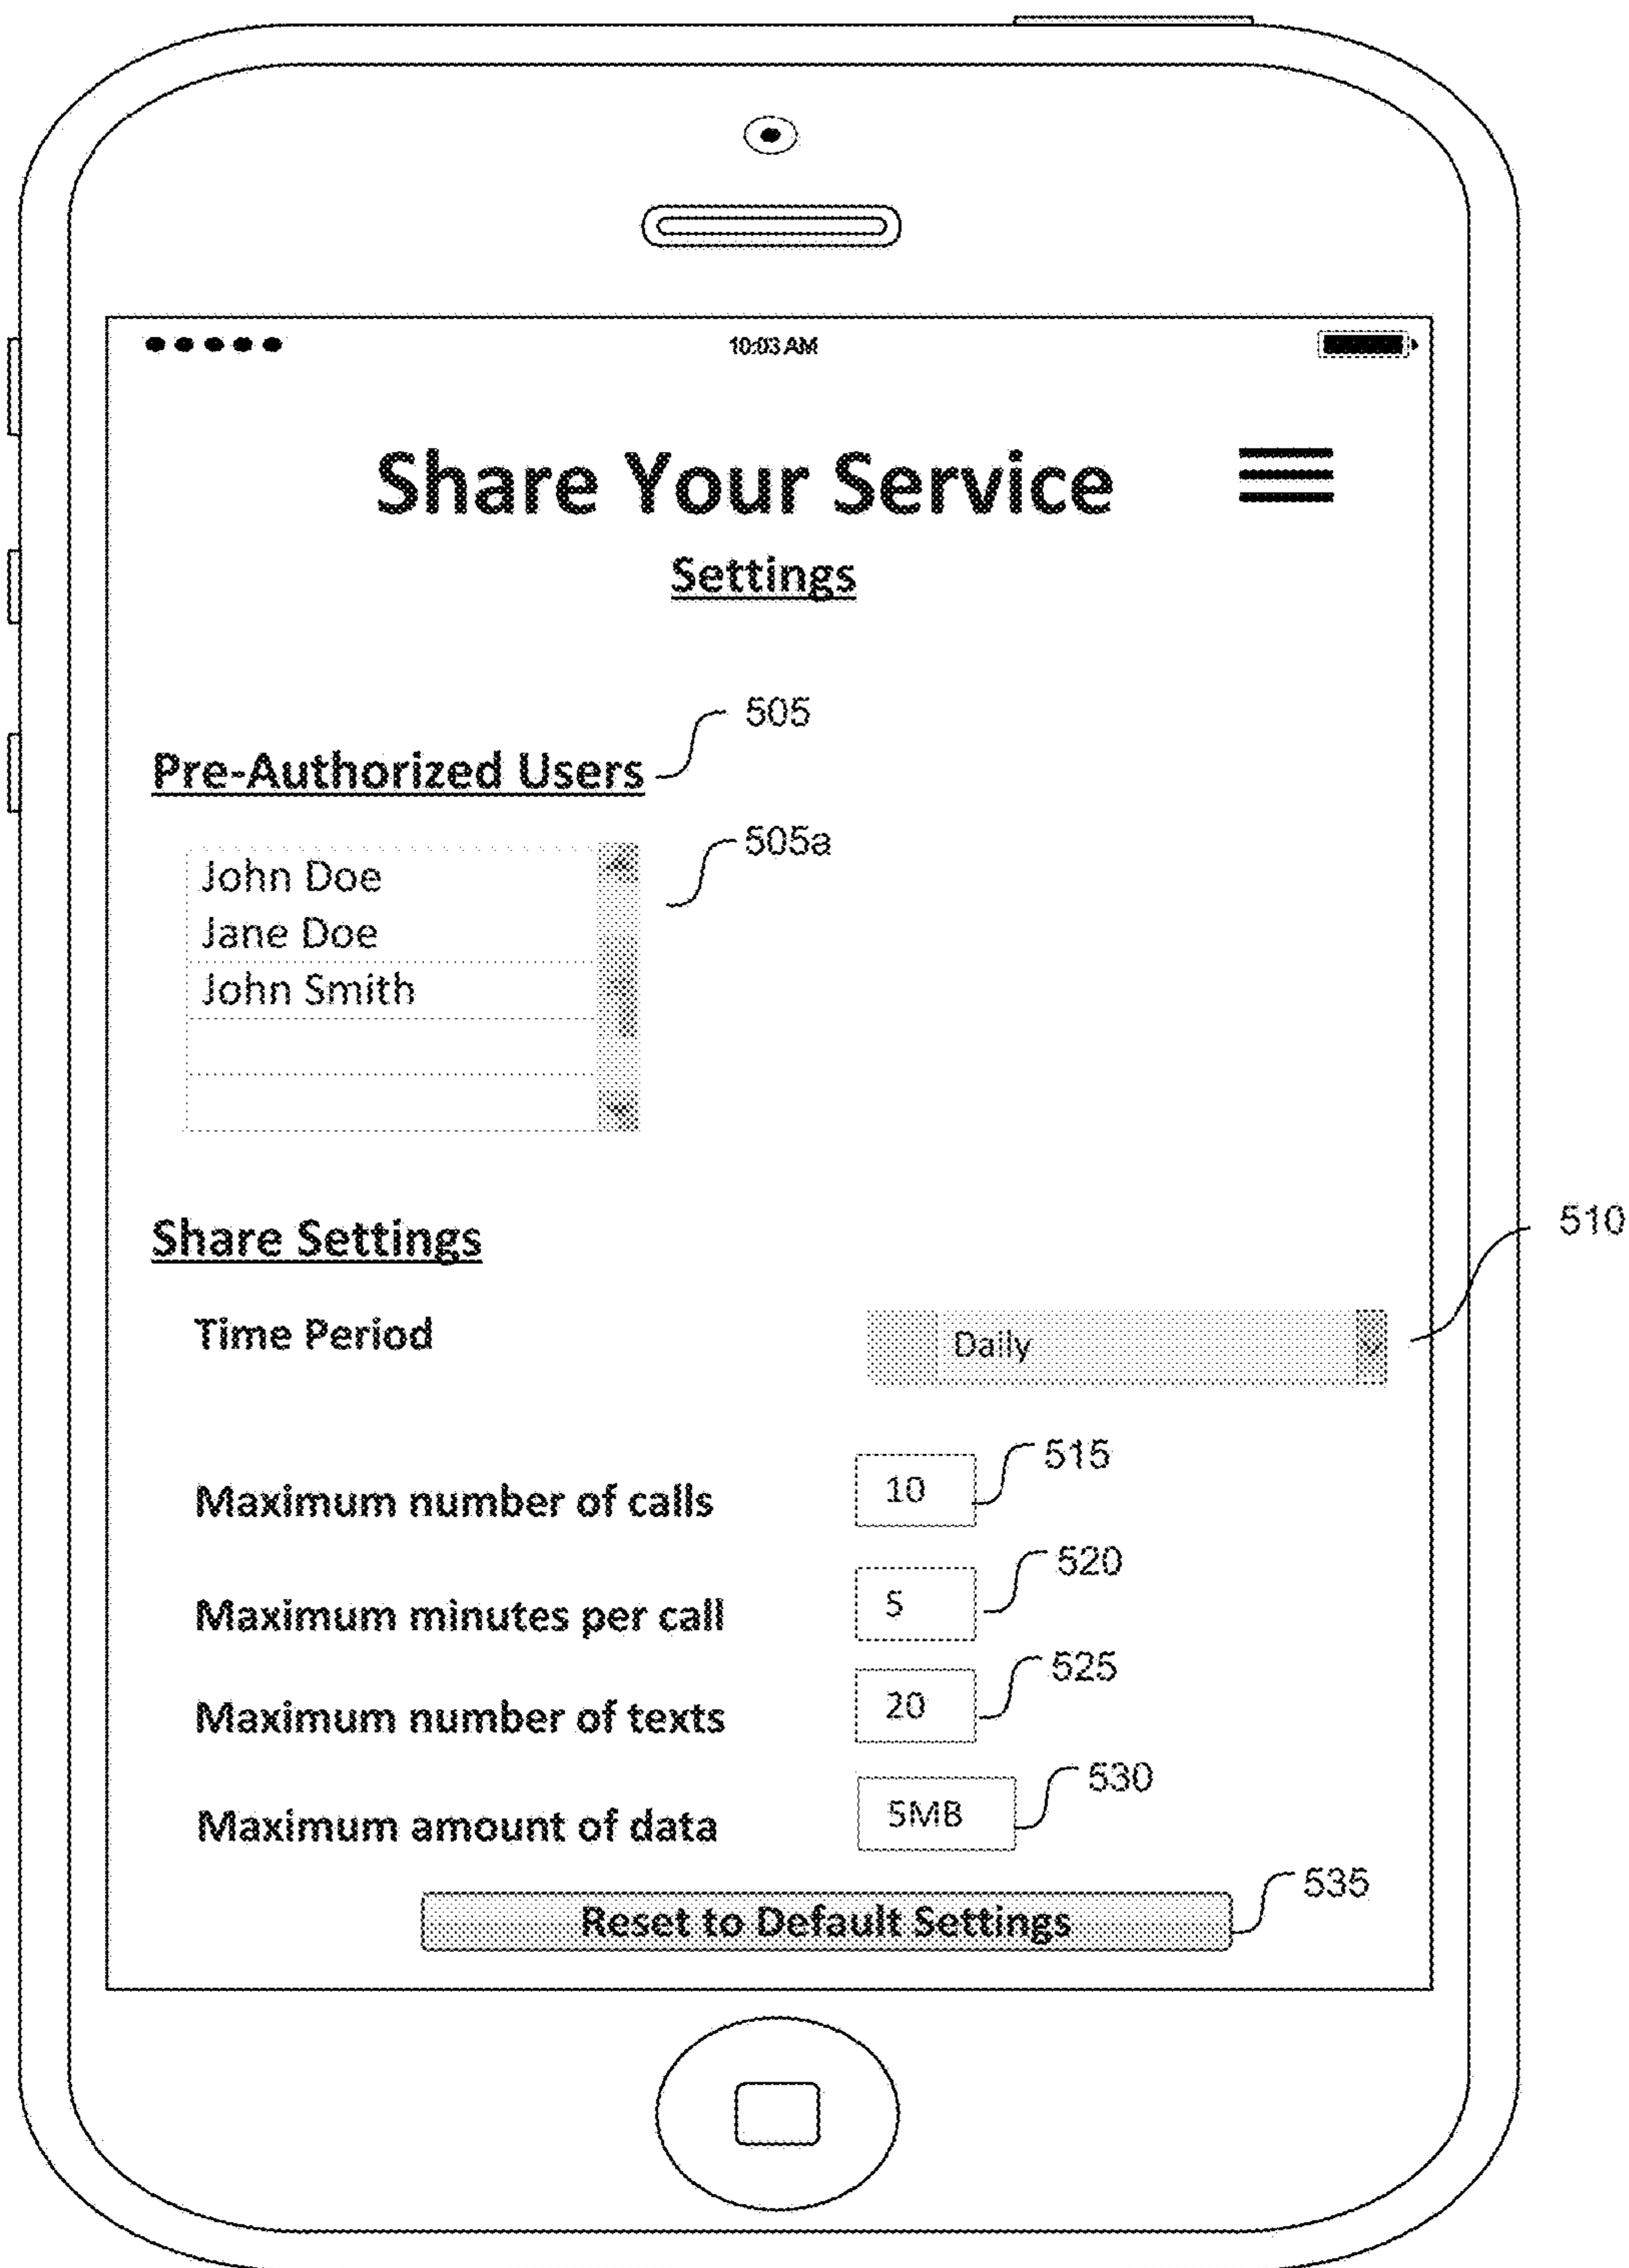 10:03 AM
Share Your Service
Settings
505
Pre-Authorized Users
505a
John Doe
Jane Doe
John Smith
510
Share Settings
Time Period
Daily
515
Maximum number of calls
10
520
Maximum minutes per call
5
525
Maximum number of texts
20
530
Maximum amount of data
5MB
535
Reset to Default Settings